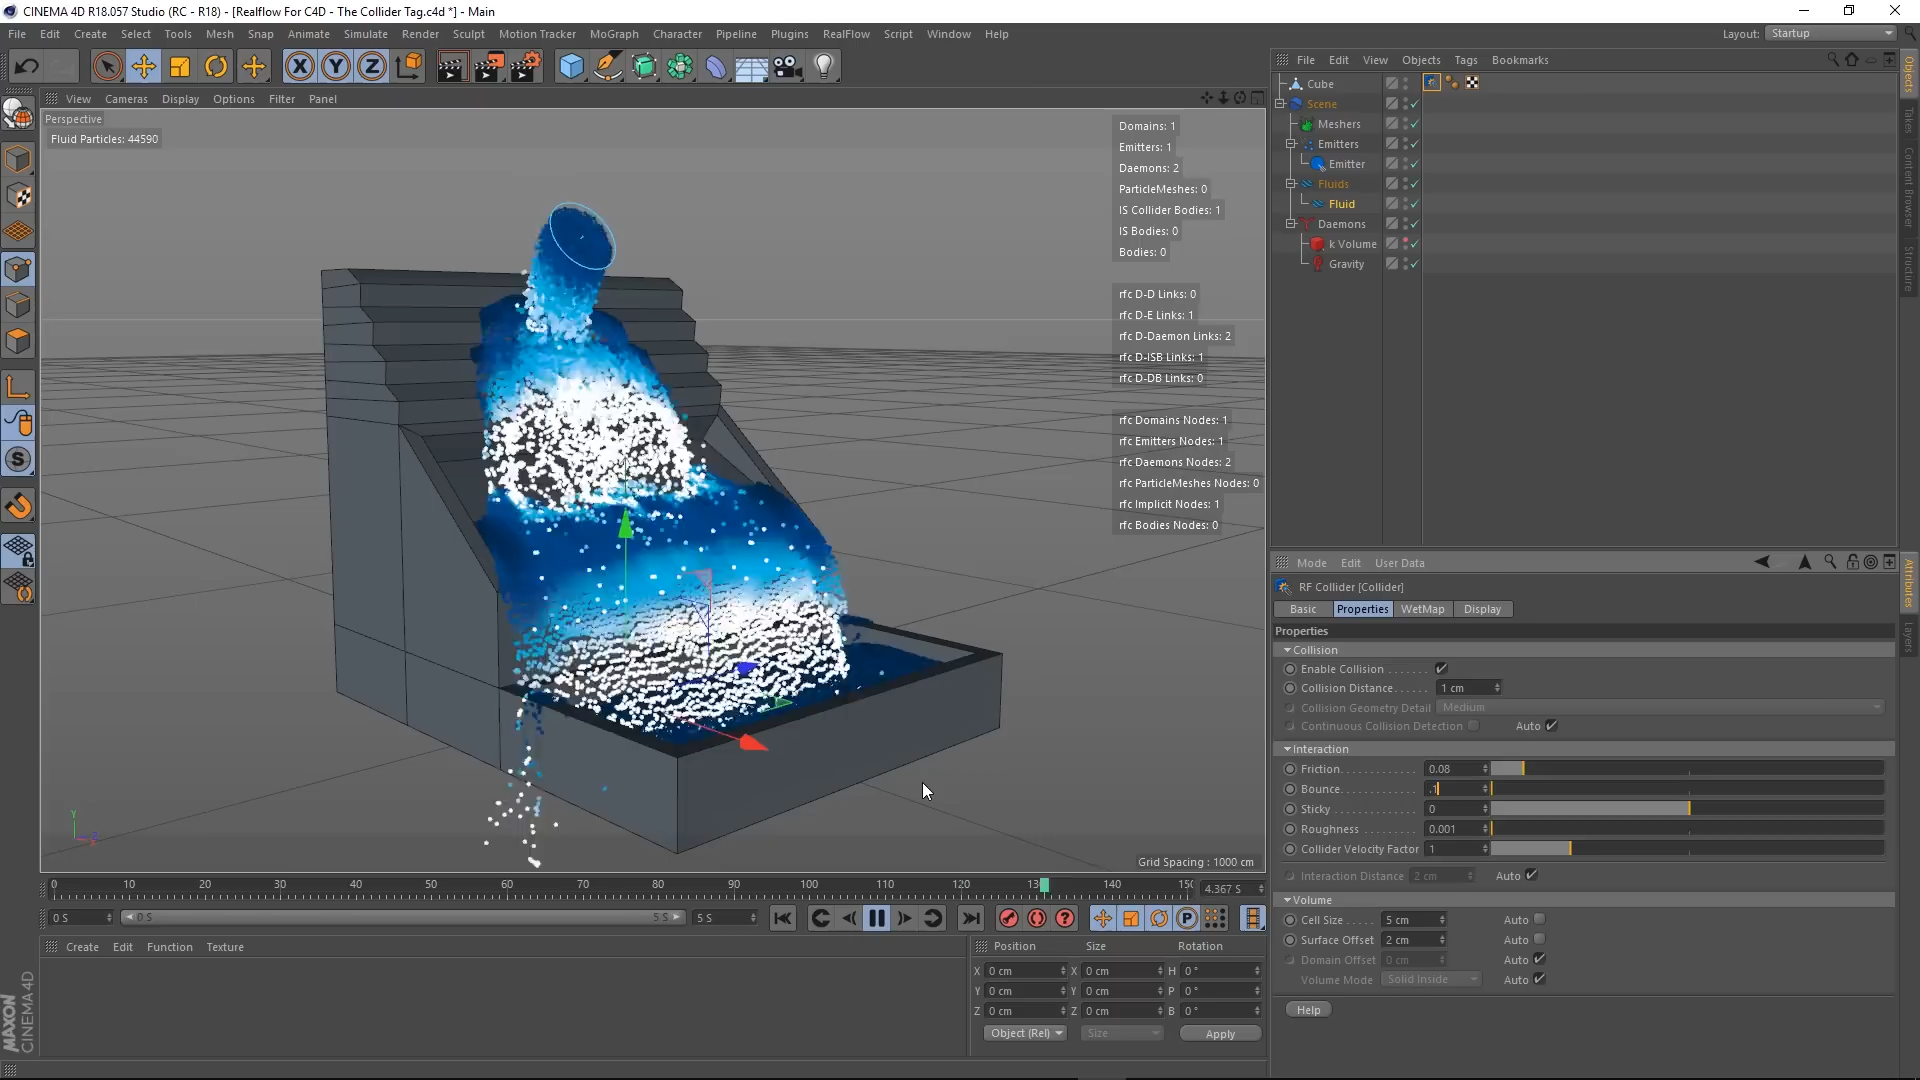 CINEMA 4D R18.057 Studio (RC - R18) - [Realflow For C4D - The Collider Tag.c4d *] - Main
File Edit Create Select Tools Mesh Snap Animate Simulate Render Sculpt Motion Tracker MoGraph Character Pipeline Plugins RealFlow Script Window Help
Layout: Startup
View Cameras Display Options Filter Panel
Perspective
Fluid Particles: 44590
Domains: 1
Emitters: 1
Daemons: 2
ParticleMeshes: 0
IS Collider Bodies: 1
IS Bodies: 0
Bodies: 0
rfc D-D Links: 0
rfc D-E Links: 1
rfc D-Daemon Links: 2
rfc D-ISB Links: 1
rfc D-DB Links: 0
rfc Domains Nodes: 1
rfc Emitters Nodes: 1
rfc Daemons Nodes: 2
rfc ParticleMeshes Nodes: 0
rfc Implicit Nodes: 1
rfc Bodies Nodes: 0
Y
Grid Spacing : 1000 cm
0 10 20 30 40 50 60 70 80 90 100 110 120 13 140 15
4.367 S
0 S
0 S
5 S
5 S
Create Edit Function Texture
MAXON
CINEMA 4D
Position Size Rotation
X 0 cm X 0 cm H 0 °
Y 0 cm Y 0 cm P 0 °
Z 0 cm Z 0 cm B 0 °
Object (Rel) Size Apply
File Edit View Objects Tags Bookmarks
Cube
Scene
Meshers
Emitters
Emitter
Fluids
Fluid
Daemons
k Volume
Gravity
Objects
Takes
Content Browser
Structure
Mode Edit User Data
RF Collider [Collider]
Basic Properties WetMap Display
Properties
Collision
Enable Collision
Collision Distance 1 cm
Collision Geometry Detail Medium
Continuous Collision Detection Auto
Interaction
Friction 0.08
Bounce .1
Sticky 0
Roughness 0.001
Collider Velocity Factor 1
Interaction Distance 2 cm Auto
Volume
Cell Size 5 cm Auto
Surface Offset 2 cm Auto
Domain Offset 0 cm Auto
Volume Mode Solid Inside Auto
Help
Attributes
Layers